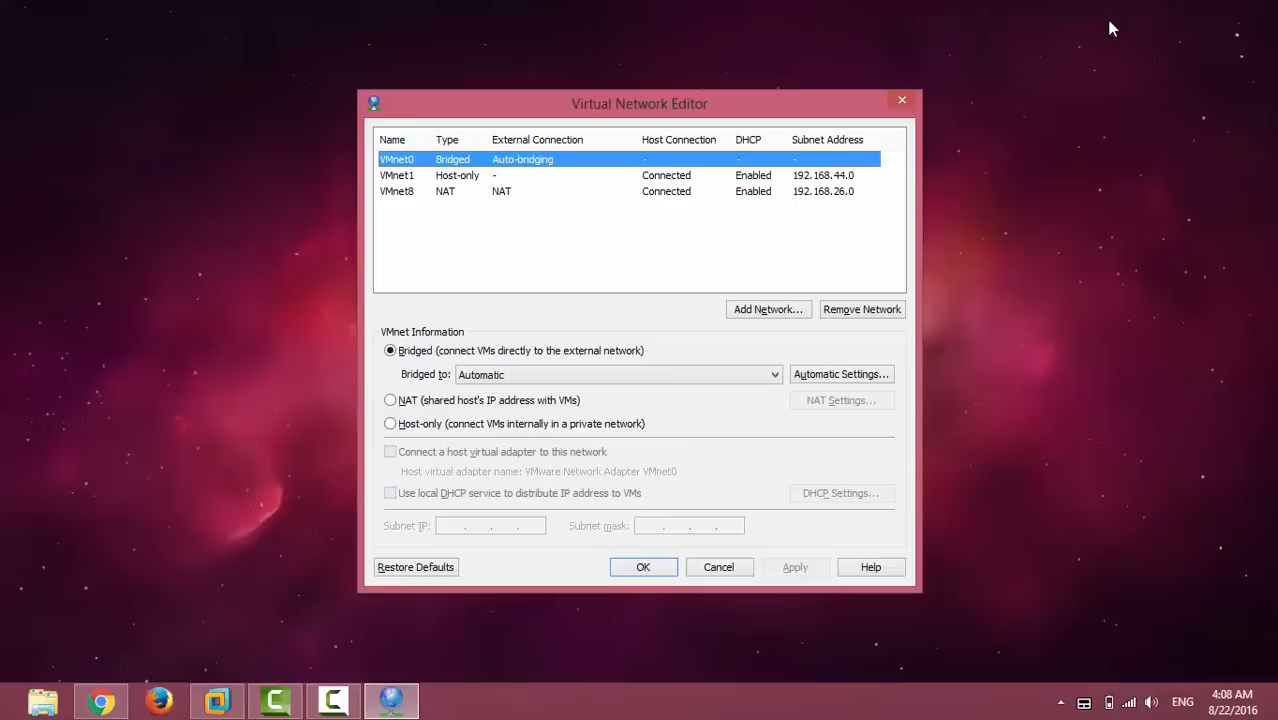 Virtual Network Editor
Name Type External Connection Host Connection DHCP Subnet Address
VMnet0 Bridged Auto-bridging - - -
VMnet1 Host-only - Connected Enabled 192.168.44.0
VMnet8 NAT NAT Connected Enabled 192.168.26.0
Add Network... Remove Network
VMnet Information
Bridged (connect VMs directly to the external network)
Bridged to: Automatic Automatic Settings...
NAT (shared host's IP address with VMs) NAT Settings...
Host-only (connect VMs internally in a private network)
Connect a host virtual adapter to this network
Host virtual adapter name: VMware Network Adapter VMnet0
Use local DHCP service to distribute IP address to VMs DHCP Settings...
Subnet IP: . . . Subnet mask: . . .
Restore Defaults OK Cancel Apply Help
ENG 4:08 AM
8/22/2016